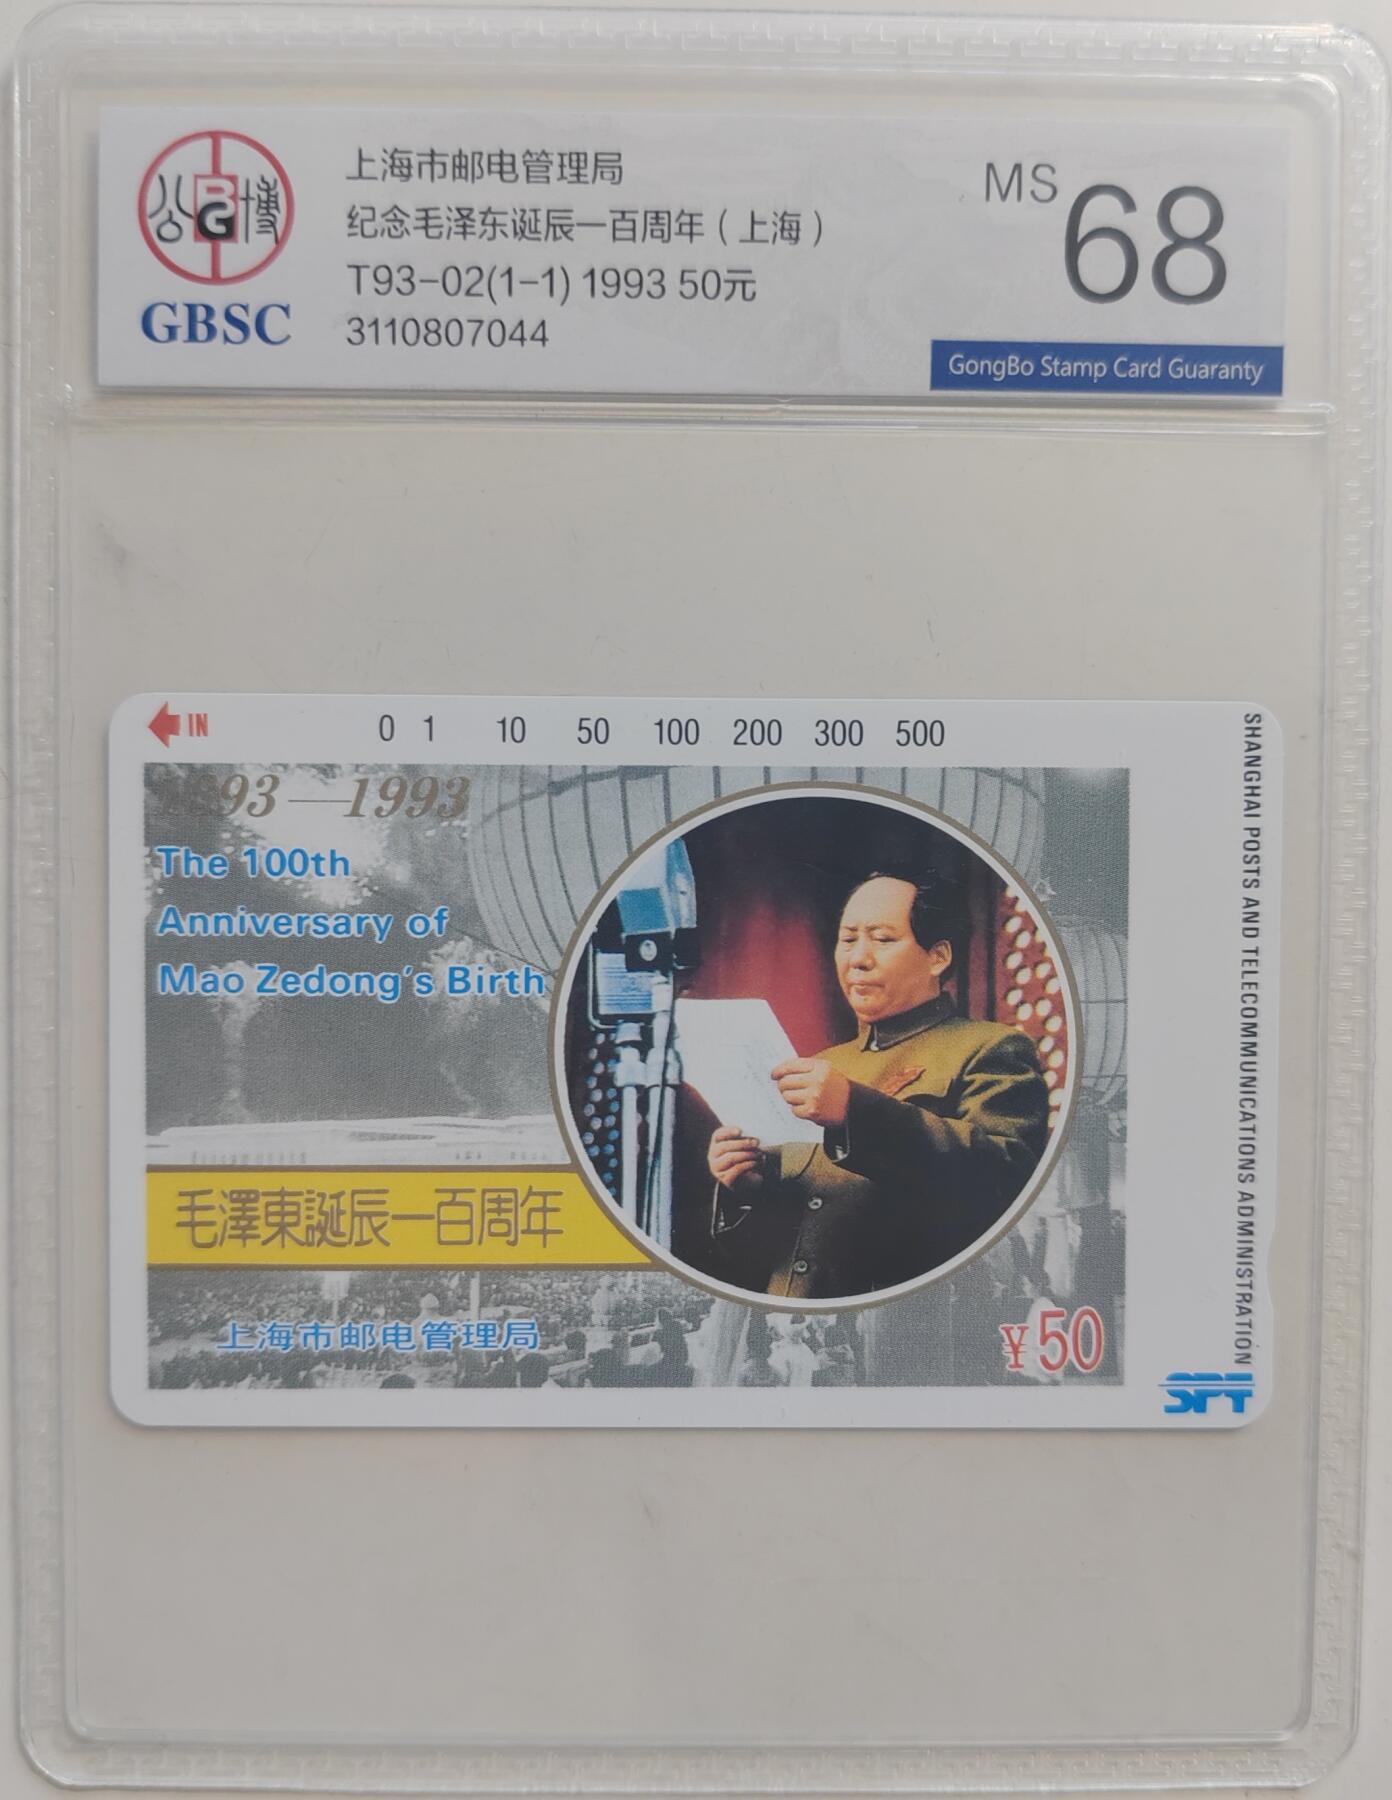 公博
BG
GBSC
上海市邮电管理局
纪念毛泽东诞辰一百周年（上海）
T93-02(1-1) 1993 50元
3110807044
MS 68
GongBo Stamp Card Guaranty
IN
0 1 10 50 100 200 300 500
1893—1993
The 100th
Anniversary of
Mao Zedong's Birth
毛澤東誕辰一百周年
上海市邮电管理局
¥50
SHANGHAI POSTS AND TELECOMMUNICATIONS ADMINISTRATION
SPT